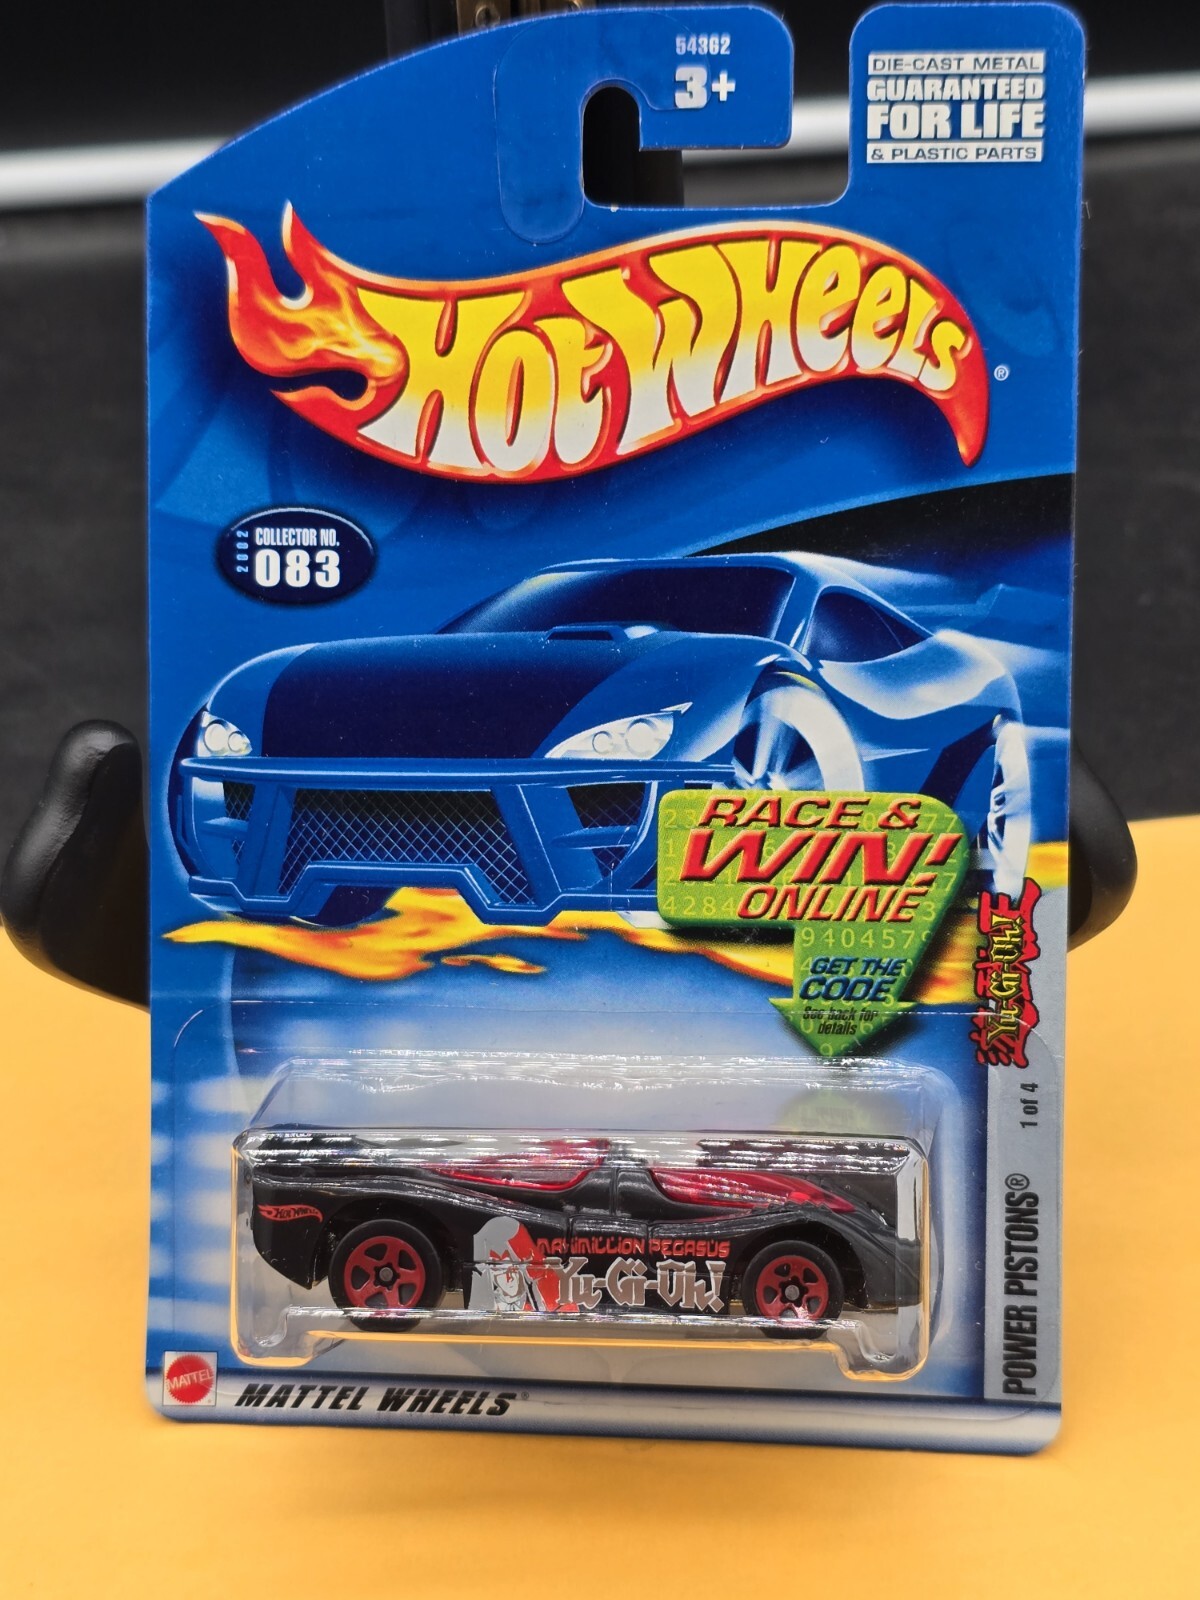 54362
3+
DIE-CAST METAL
GUARANTEED
FOR LIFE
& PLASTIC PARTS
HOT WHEELS®
2002
COLLECTOR NO.
083
RACE &
WIN!
ONLINE
GET THE
CODE
See back for
details
Yu-Gi-Oh!
1 of 4
POWER PISTONS®
HOT WHEELS
MAXIMILLION PEGASUS
Yu-Gi-Oh!
MATTEL
MATTEL WHEELS